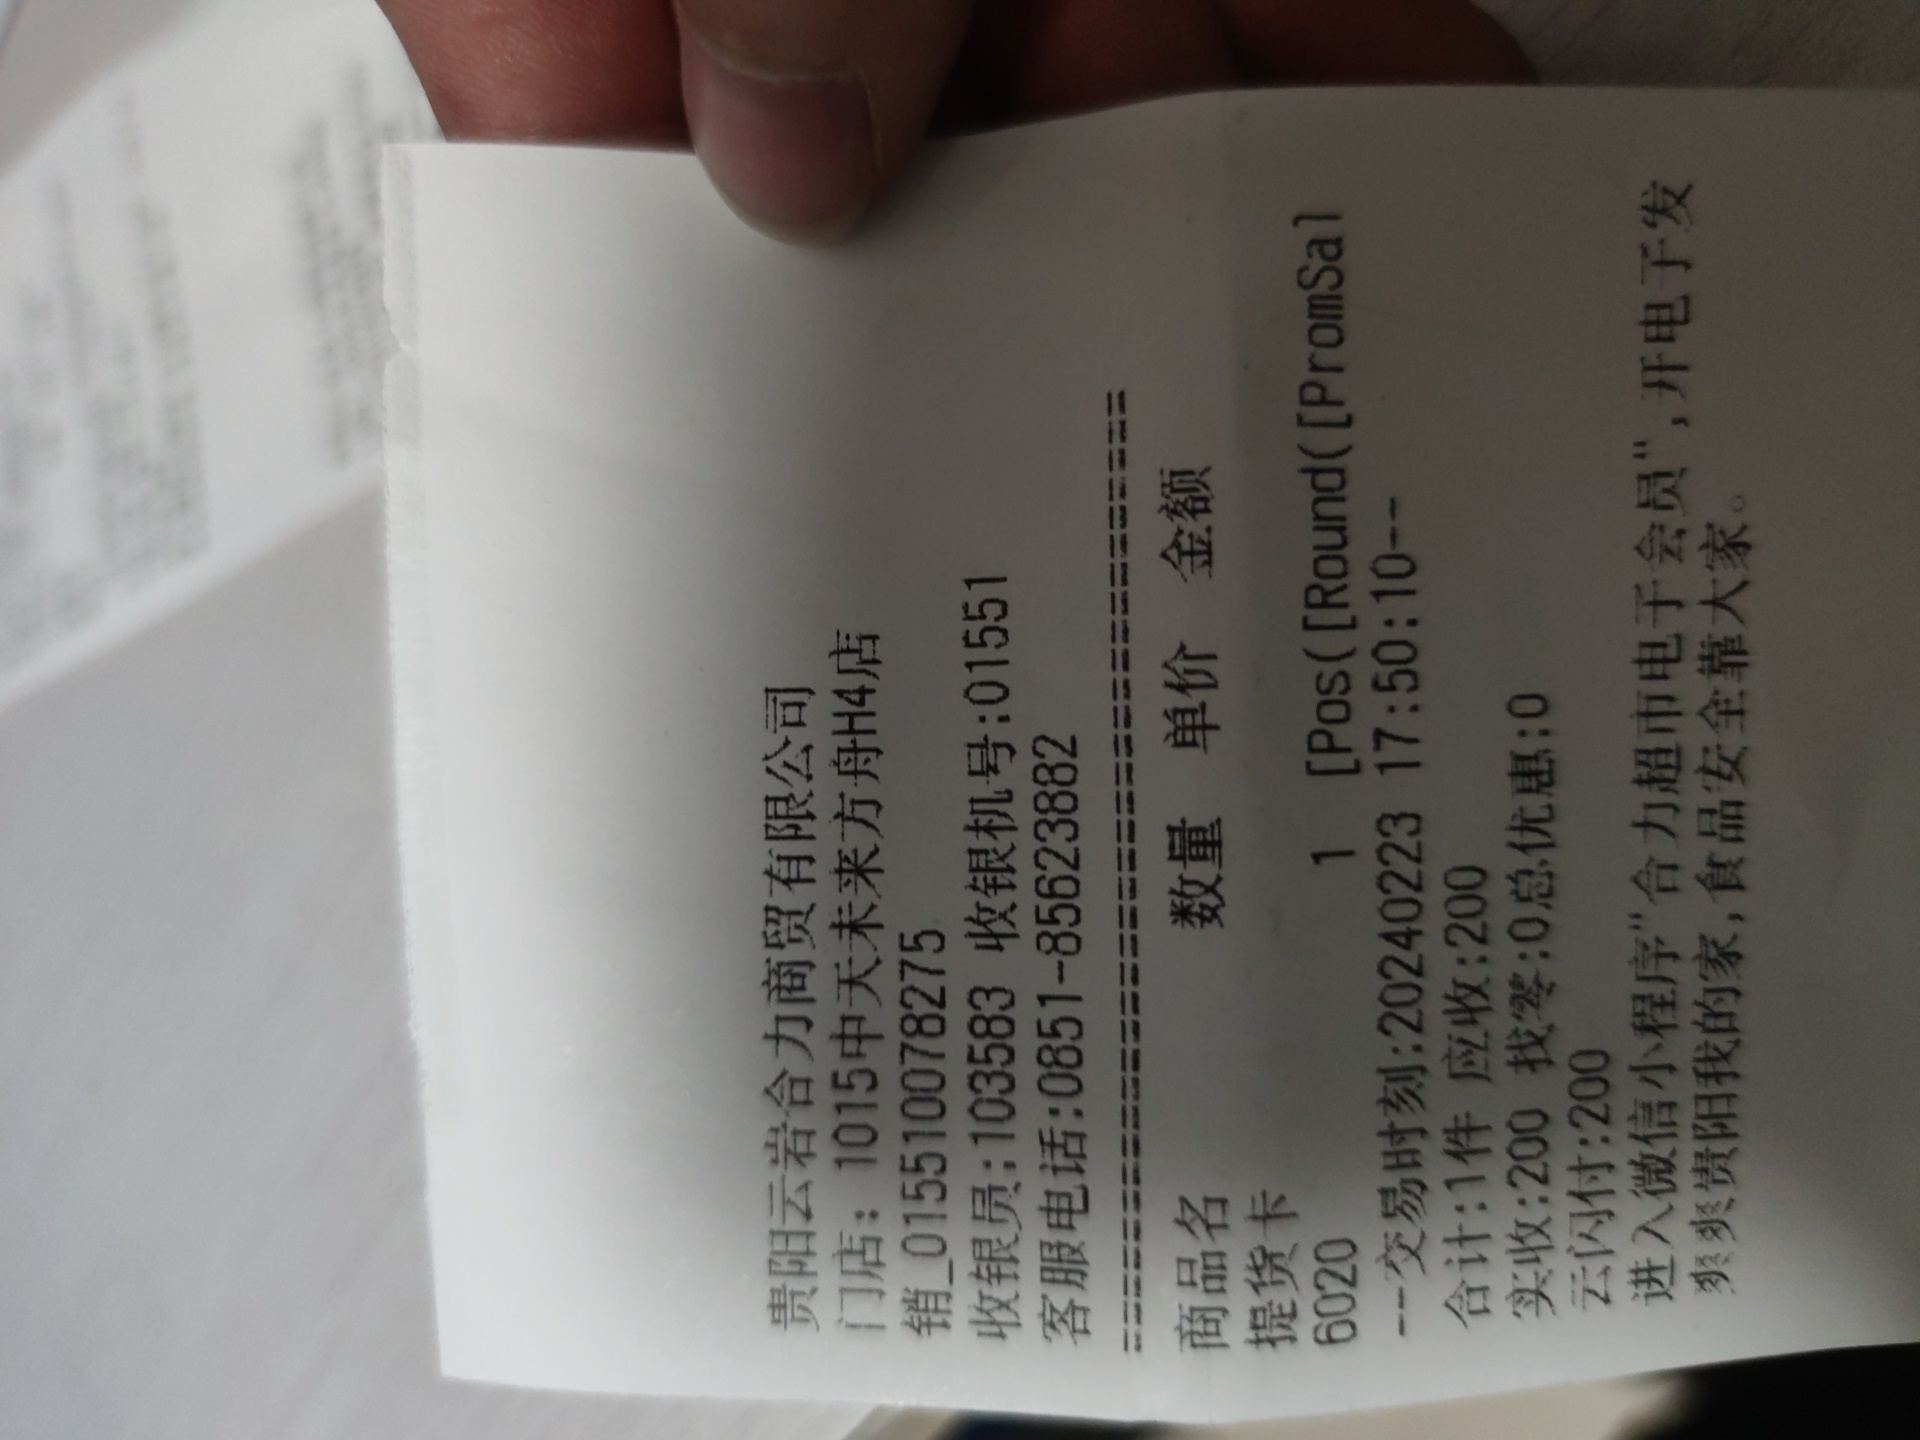 贵阳云岩合力商贸有限公司
门店: 1015中天未来方舟H4店
销_015510078275
收银员:103583 收银机号:01551
客服电话:0851-85623882
========================================
商品名 数量 单价 金额
提货卡
6020 1 [Pos([Round([PromSal
--交易时刻:20240223 17:50:10--
合计:1件 应收:200
实收:200 找零:0总优惠:0
云闪付:200
进入微信小程序"合力超市电子会员",开电子发
爽爽贵阳我的家,食品安全靠大家。